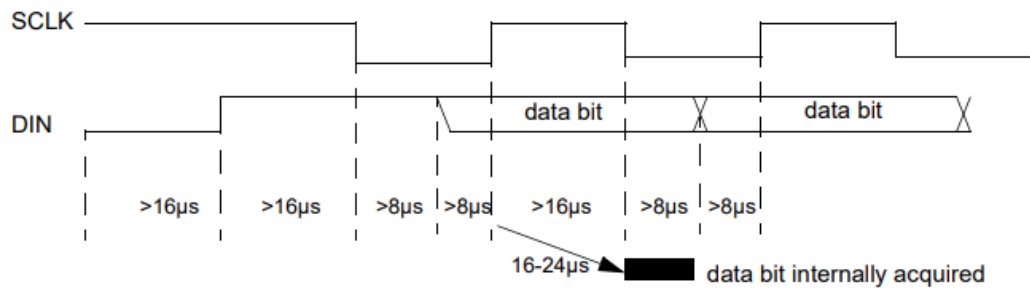 SCLK
DIN
data bit
data bit
>16µs
>16µs
>8µs
>8µs
>16µs
>8µs
>8µs
16-24µs
data bit internally acquired